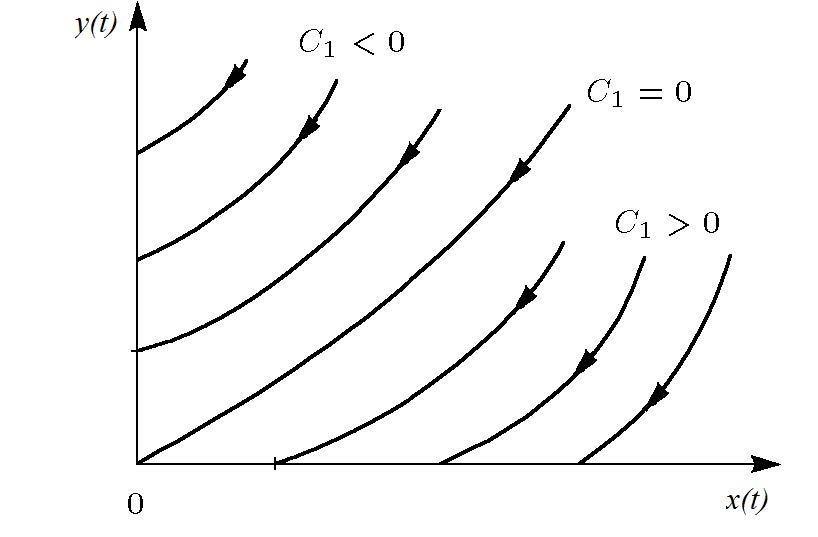 y(t)
C₁ < 0
C₁ = 0
C₁ > 0
0
x(t)